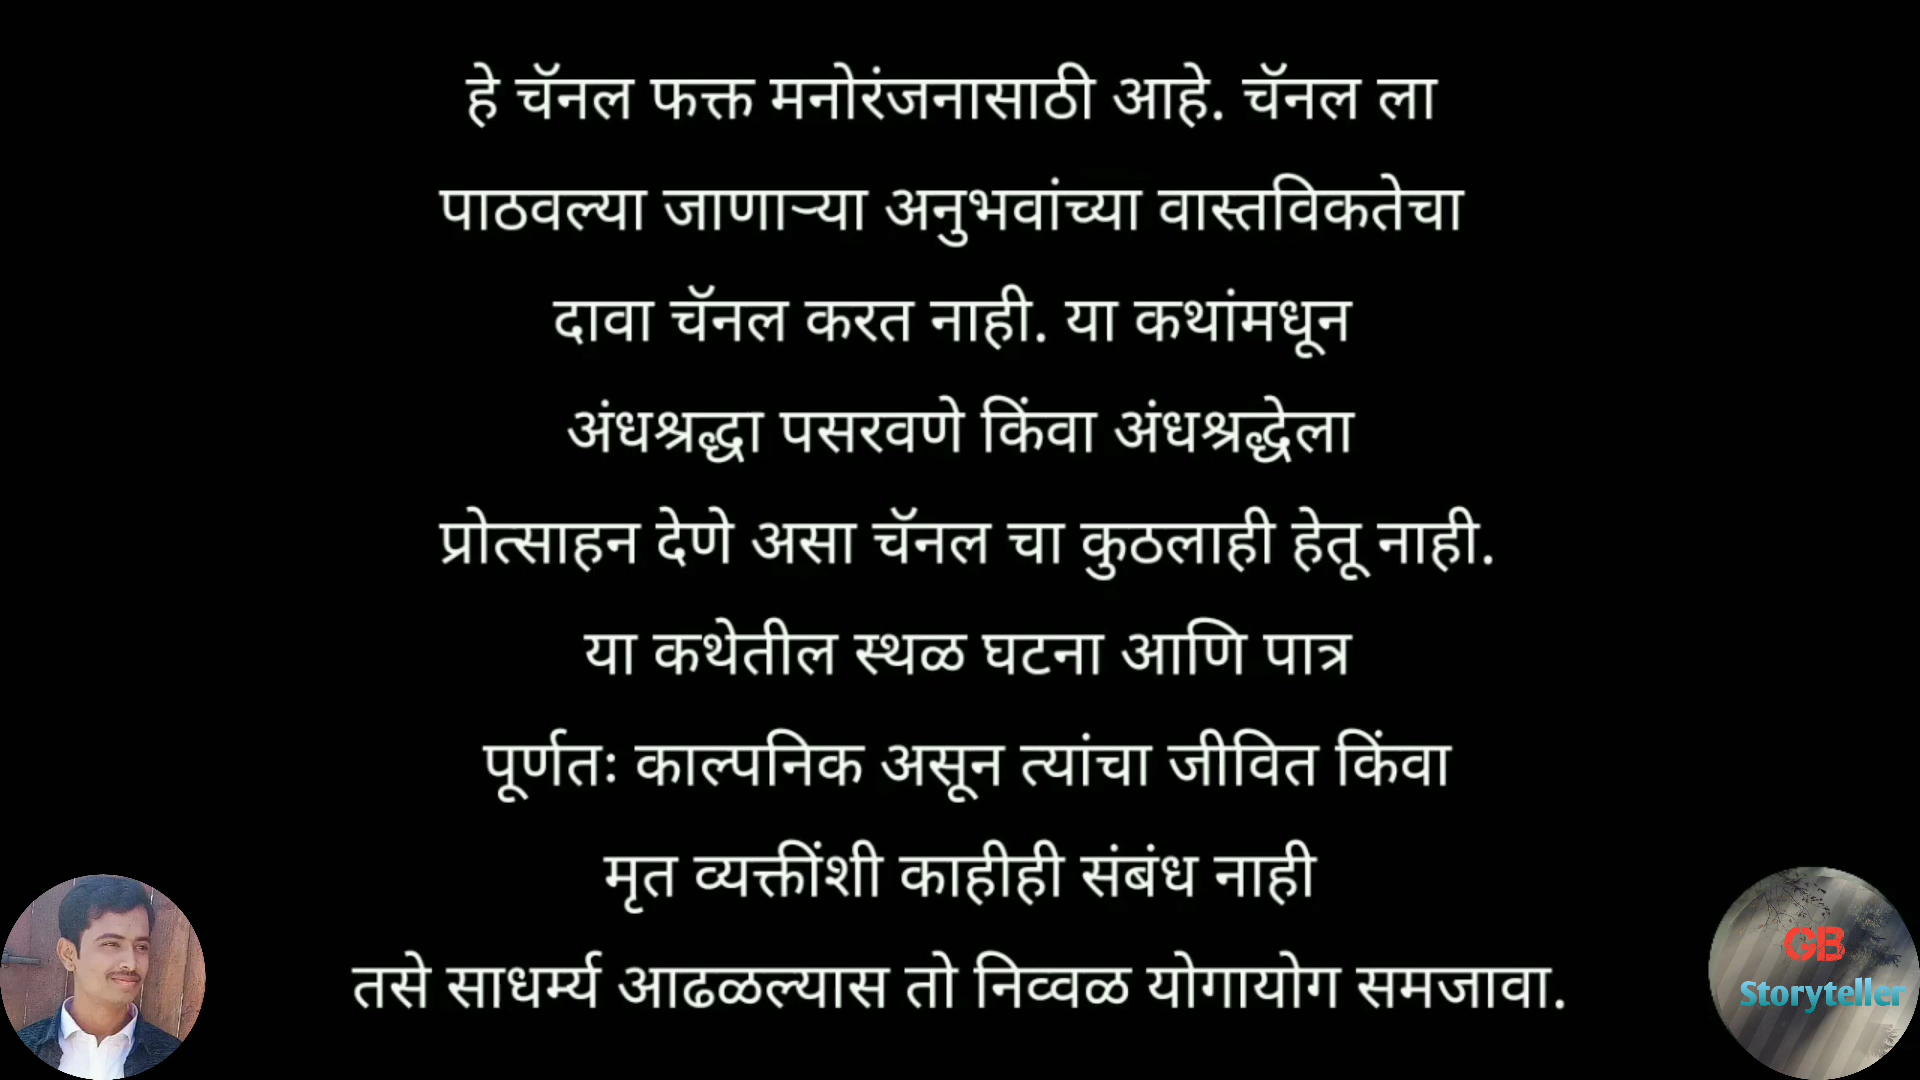 हे चॅनल फक्त मनोरंजनासाठी आहे. चॅनल ला
पाठवल्या जाणाऱ्या अनुभवांच्या वास्तविकतेचा
दावा चॅनल करत नाही. या कथांमधून
अंधश्रद्धा पसरवणे किंवा अंधश्रद्धेला
प्रोत्साहन देणे असा चॅनल चा कुठलाही हेतू नाही.
या कथेतील स्थळ घटना आणि पात्र
पूर्णतः काल्पनिक असून त्यांचा जीवित किंवा
मृत व्यक्तींशी काहीही संबंध नाही
तसे साधर्म्य आढळल्यास तो निव्वळ योगायोग समजावा.
GB
Storyteller